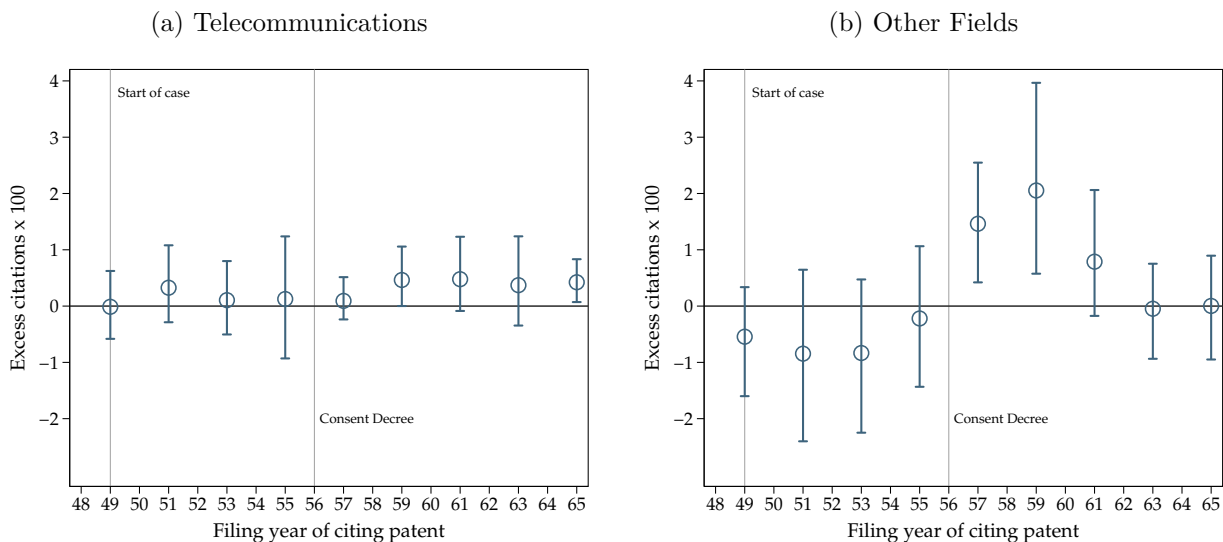 (a) Telecommunications
4
3
2
1
0
−1
−2
Excess citations x 100
Start of case
Consent Decree
48 49 50 51 52 53 54 55 56 57 58 59 60 61 62 63 64 65
Filing year of citing patent
(b) Other Fields
4
3
2
1
0
−1
−2
Excess citations x 100
Start of case
Consent Decree
48 49 50 51 52 53 54 55 56 57 58 59 60 61 62 63 64 65
Filing year of citing patent